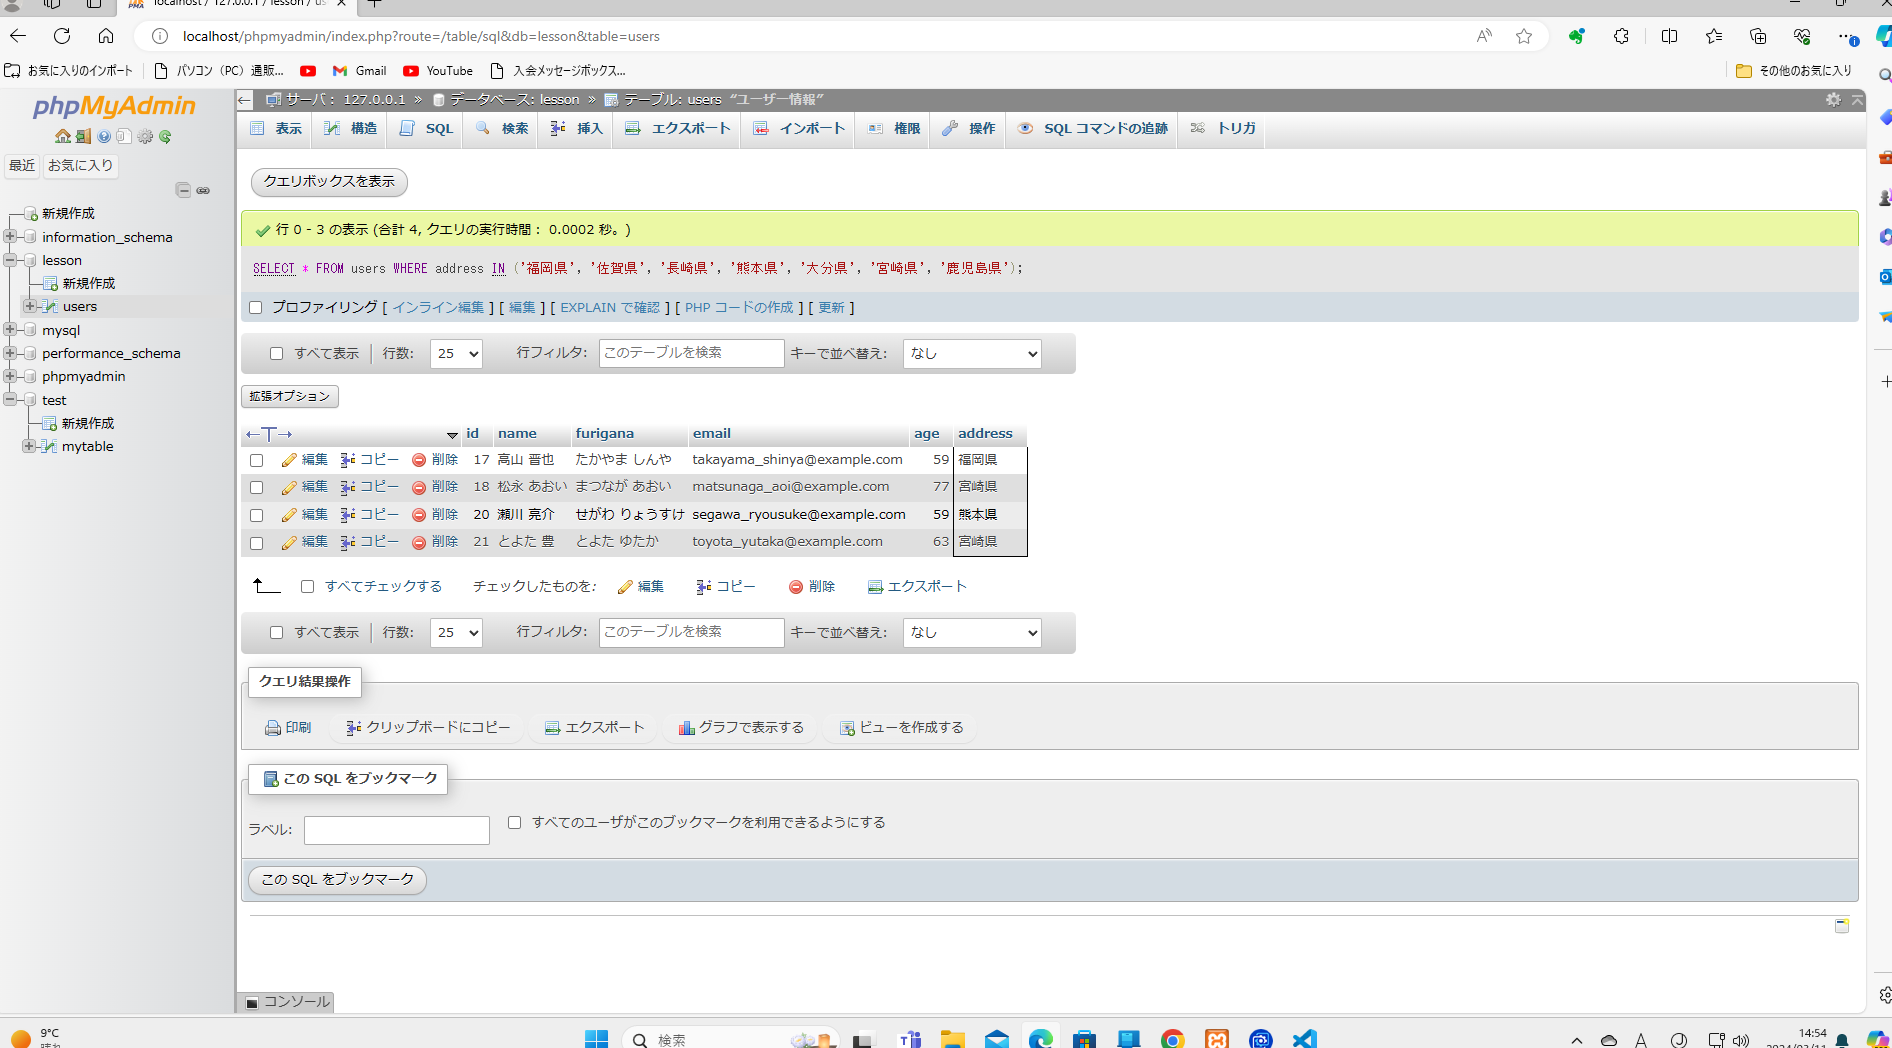 localhost / 127.0.0.1 / lesson / us
localhost/phpmyadmin/index.php?route=/table/sql&db=lesson&table=users
お気に入りのインポート パソコン（PC）通販... Gmail YouTube 入会メッセージボックス... その他のお気に入り
phpMyAdmin
最近 お気に入り
新規作成
information_schema
lesson
新規作成
users
mysql
performance_schema
phpmyadmin
test
新規作成
mytable
サーバ： 127.0.0.1 » データベース: lesson » テーブル: users “ユーザー情報”
表示 構造 SQL 検索 挿入 エクスポート インポート 権限 操作 SQL コマンドの追跡 トリガ
クエリボックスを表示
行 0 - 3 の表示 (合計 4, クエリの実行時間： 0.0002 秒。)
SELECT * FROM users WHERE address IN ('福岡県', '佐賀県', '長崎県', '熊本県', '大分県', '宮崎県', '鹿児島県');
プロファイリング [ インライン編集 ] [ 編集 ] [ EXPLAIN で確認 ] [ PHP コードの作成 ] [ 更新 ]
すべて表示 行数: 25 行フィルタ: このテーブルを検索 キーで並べ替え: なし
拡張オプション
←T→ id name furigana email age address
編集 コピー 削除 17 高山 晋也 たかやま しんや takayama_shinya@example.com 59 福岡県
編集 コピー 削除 18 松永 あおい まつなが あおい matsunaga_aoi@example.com 77 宮崎県
編集 コピー 削除 20 瀬川 亮介 せがわ りょうすけ segawa_ryousuke@example.com 59 熊本県
編集 コピー 削除 21 とよた 豊 とよた ゆたか toyota_yutaka@example.com 63 宮崎県
すべてチェックする チェックしたものを: 編集 コピー 削除 エクスポート
すべて表示 行数: 25 行フィルタ: このテーブルを検索 キーで並べ替え: なし
クエリ結果操作
印刷 クリップボードにコピー エクスポート グラフで表示する ビューを作成する
この SQL をブックマーク
ラベル: すべてのユーザがこのブックマークを利用できるようにする
この SQL をブックマーク
コンソール
9°C
晴れ
検索
14:54
2024/03/11